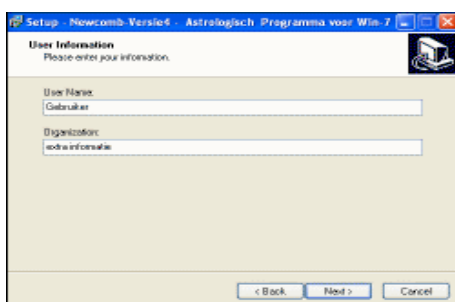 Setup - Newcomb-Versie4 - Astrologisch Programma voor Win-7
User Information
Please enter your information.
User Name:
Gebruiker
Organization:
extra informatie
< Back
Next >
Cancel